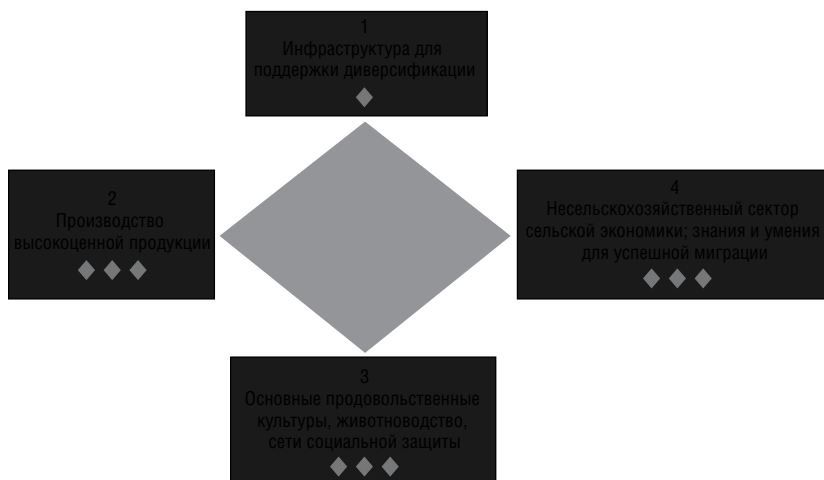 1
Инфраструктура для
поддержки диверсификации
2
Производство
высокоценной продукции
4
Несельскохозяйственный сектор
сельской экономики; знания и умения
для успешной миграции
3
Основные продовольственные
культуры, животноводство,
сети социальной защиты